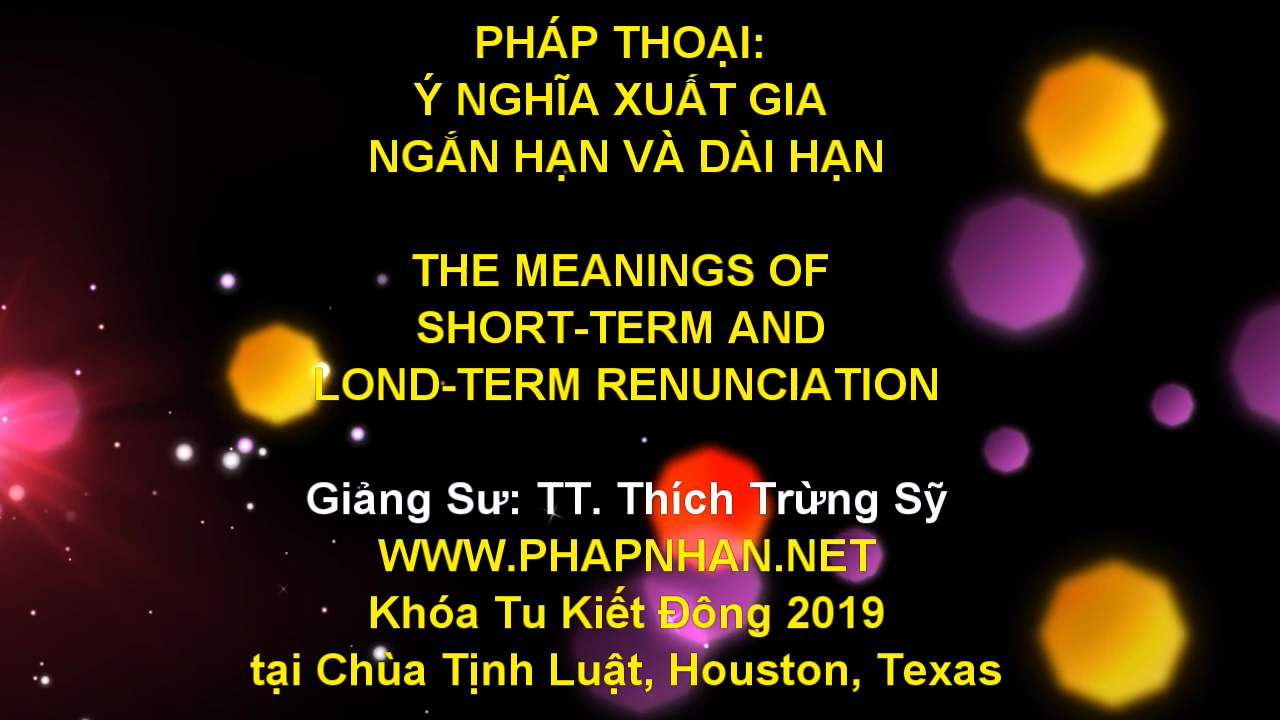 PHÁP THOẠI:
Ý NGHĨA XUẤT GIA
NGẮN HẠN VÀ DÀI HẠN
THE MEANINGS OF
SHORT-TERM AND
LOND-TERM RENUNCIATION
Giảng Sư: TT. Thích Trừng Sỹ
WWW.PHAPNHAN.NET
Khóa Tu Kiết Đông 2019
tại Chùa Tịnh Luật, Houston, Texas